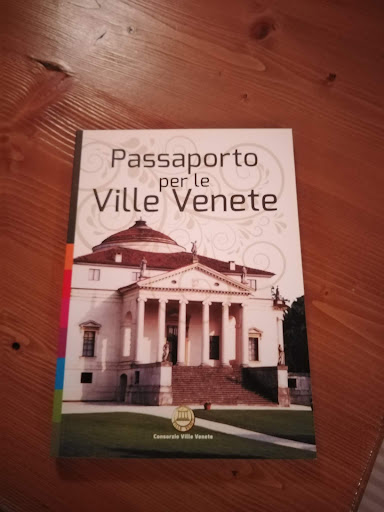 Passaporto
per le
Ville Venete
Consorzio Ville Venete